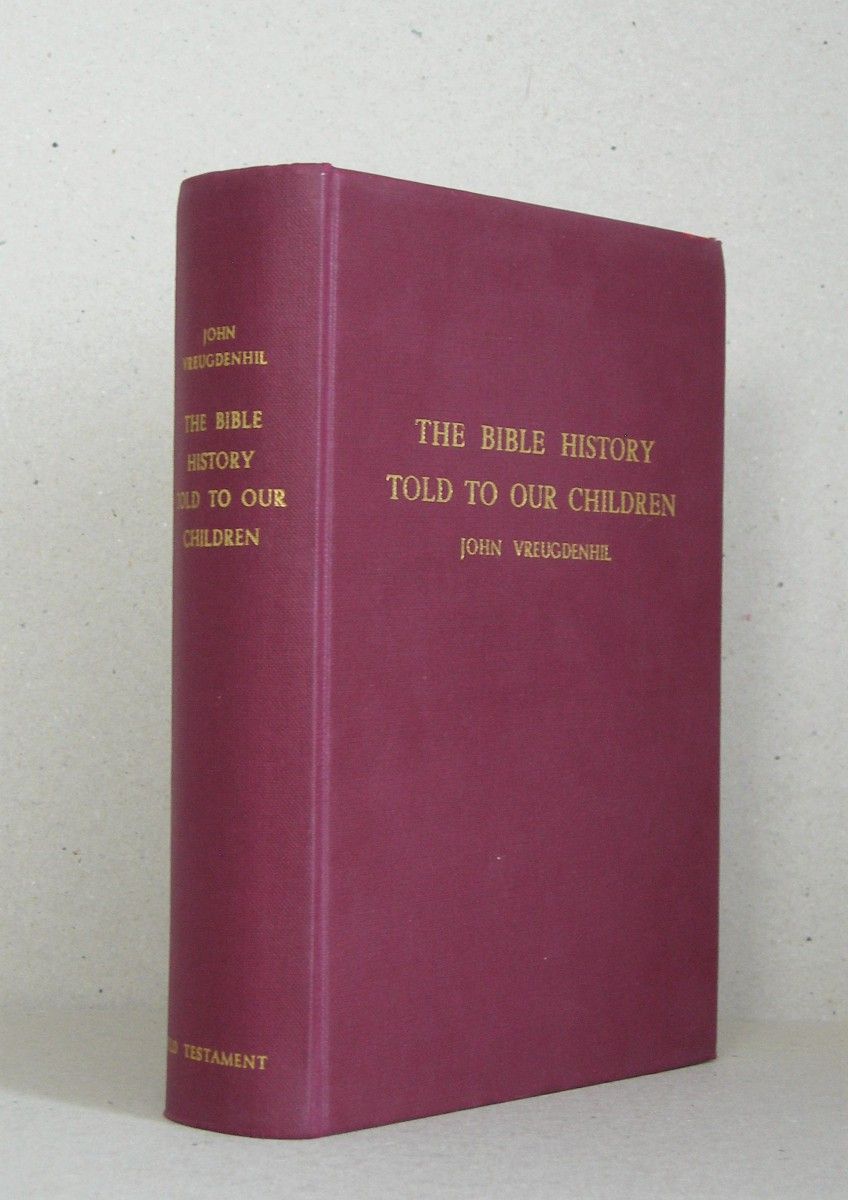 JOHN
VREUGDENHIL
THE BIBLE
HISTORY
TOLD TO OUR
CHILDREN
OLD TESTAMENT
THE BIBLE HISTORY
TOLD TO OUR CHILDREN
JOHN VREUGDENHIL